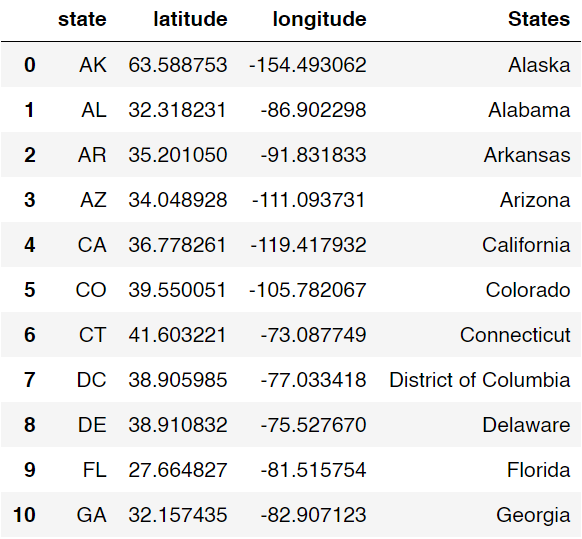 state latitude longitude States
0 AK 63.588753 -154.493062 Alaska
1 AL 32.318231 -86.902298 Alabama
2 AR 35.201050 -91.831833 Arkansas
3 AZ 34.048928 -111.093731 Arizona
4 CA 36.778261 -119.417932 California
5 CO 39.550051 -105.782067 Colorado
6 CT 41.603221 -73.087749 Connecticut
7 DC 38.905985 -77.033418 District of Columbia
8 DE 38.910832 -75.527670 Delaware
9 FL 27.664827 -81.515754 Florida
10 GA 32.157435 -82.907123 Georgia